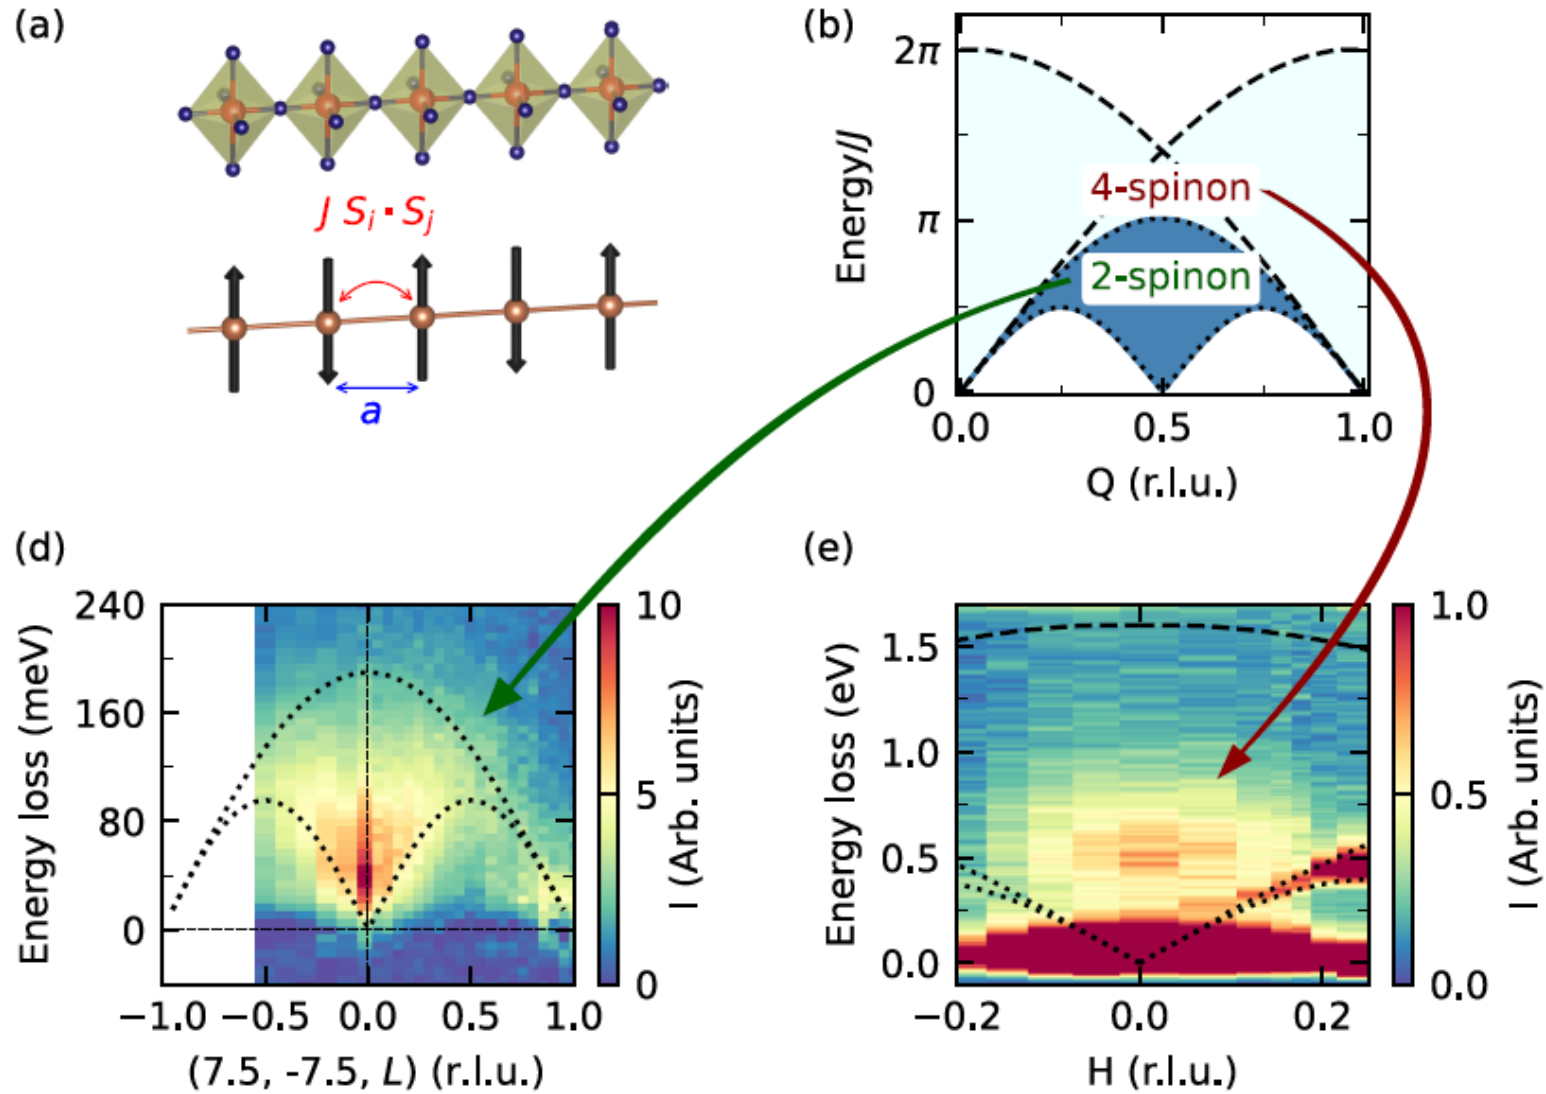 (a)
J S_i · S_j
a
(b)
2π
π
0
Energy/J
4-spinon
2-spinon
0.0 0.5 1.0
Q (r.l.u.)
(d)
240
160
80
0
Energy loss (meV)
−1.0 −0.5 0.0 0.5 1.0
(7.5, -7.5, L) (r.l.u.)
10
5
0
I (Arb. units)
(e)
1.5
1.0
0.5
0.0
Energy loss (eV)
−0.2 0.0 0.2
H (r.l.u.)
1.0
0.5
0.0
I (Arb. units)